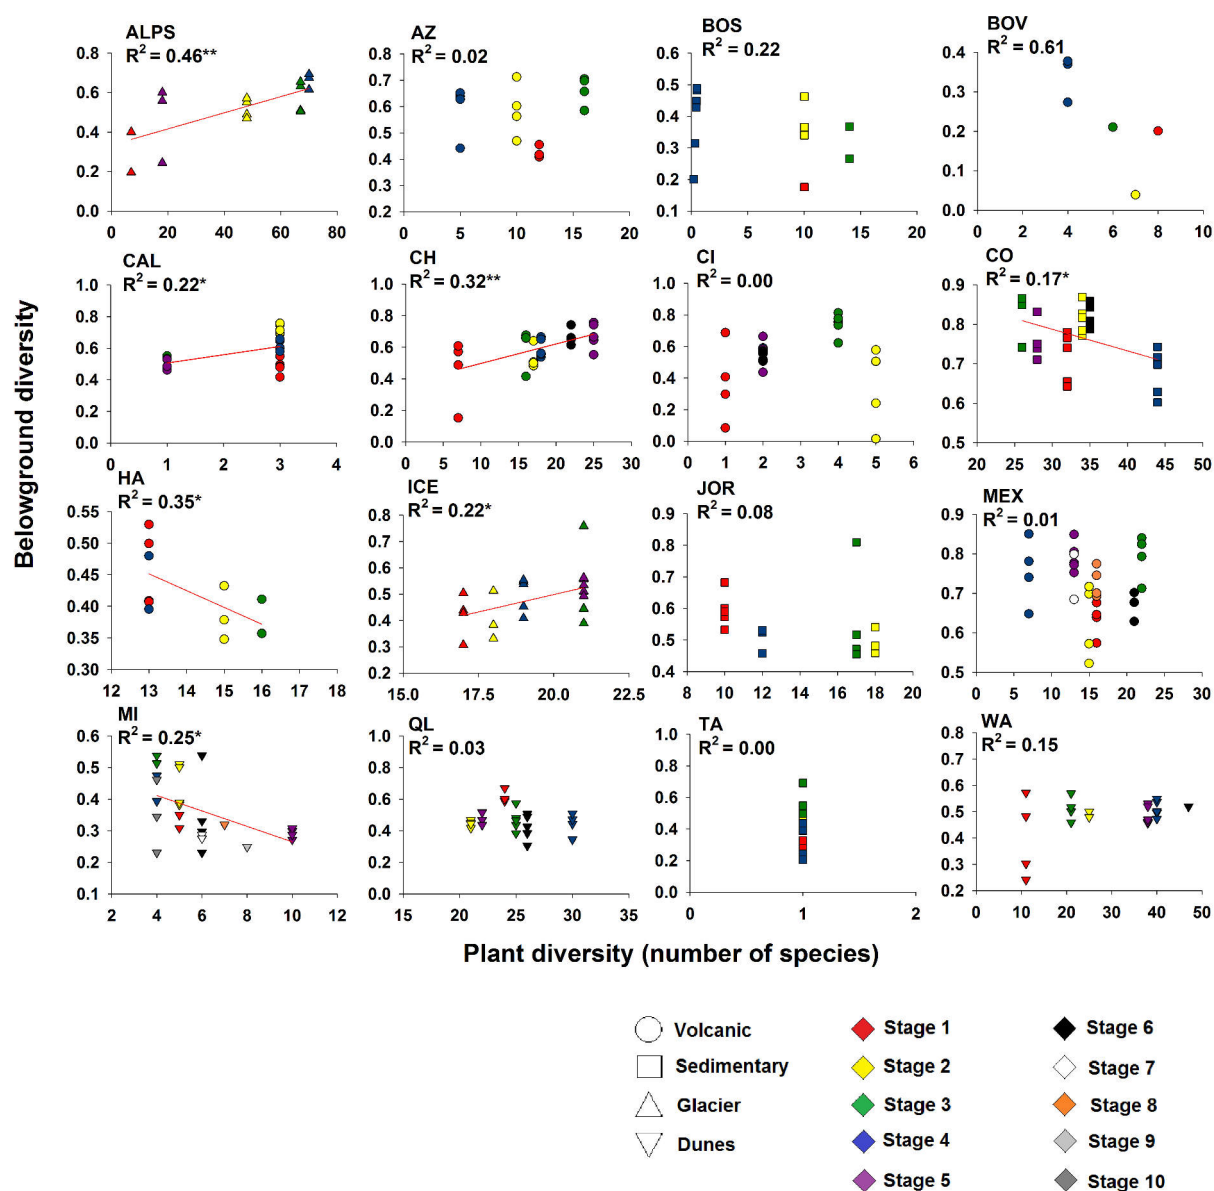 ALPS
R² = 0.46**
0.8
0.6
0.4
0.2
0.0
0 10 20 30 40 50 60 70 80
AZ
R² = 0.02
0.8
0.7
0.6
0.5
0.4
0.3
0.2
0 5 10 15 20
BOS
R² = 0.22
0.6
0.5
0.4
0.3
0.2
0.1
0 5 10 15 20
BOV
R² = 0.61
0.4
0.3
0.2
0.1
0.0
0 2 4 6 8 10
Belowground diversity
CAL
R² = 0.22*
1.0
0.8
0.6
0.4
0.2
0.0
0 1 2 3 4
CH
R² = 0.32**
1.0
0.8
0.6
0.4
0.2
0.0
0 5 10 15 20 25 30
CI
R² = 0.00
1.0
0.8
0.6
0.4
0.2
0.0
0 1 2 3 4 5 6
CO
R² = 0.17*
0.9
0.8
0.7
0.6
0.5
20 25 30 35 40 45 50
HA
R² = 0.35*
0.55
0.50
0.45
0.40
0.35
0.30
12 13 14 15 16 17 18
ICE
R² = 0.22*
0.8
0.7
0.6
0.5
0.4
0.3
0.2
15.0 17.5 20.0 22.5
JOR
R² = 0.08
0.9
0.8
0.7
0.6
0.5
0.4
8 10 12 14 16 18 20
MEX
R² = 0.01
0.9
0.8
0.7
0.6
0.5
0 5 10 15 20 25 30
MI
R² = 0.25*
0.6
0.5
0.4
0.3
0.2
0.1
2 4 6 8 10 12
QL
R² = 0.03
1.0
0.8
0.6
0.4
0.2
0.0
15 20 25 30 35
TA
R² = 0.00
1.0
0.8
0.6
0.4
0.2
0.0
0 1 2
WA
R² = 0.15
0.8
0.7
0.6
0.5
0.4
0.3
0.2
0 10 20 30 40 50
Plant diversity (number of species)
Volcanic
Sedimentary
Glacier
Dunes
Stage 1
Stage 2
Stage 3
Stage 4
Stage 5
Stage 6
Stage 7
Stage 8
Stage 9
Stage 10